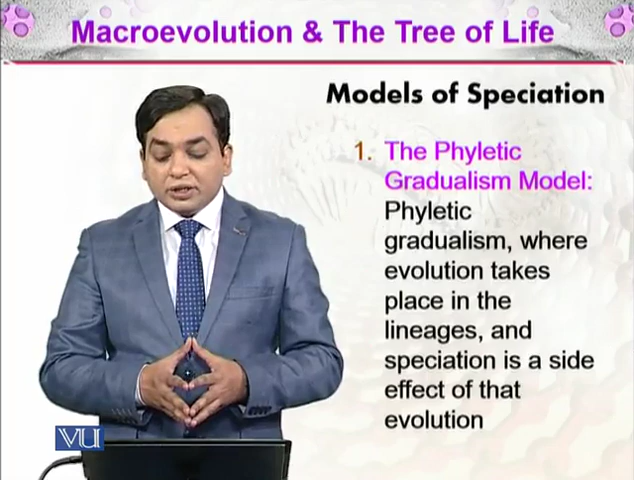 Macroevolution & The Tree of Life
Models of Speciation
1. The Phyletic
Gradualism Model:
Phyletic
gradualism, where
evolution takes
place in the
lineages, and
speciation is a side
effect of that
evolution
VU